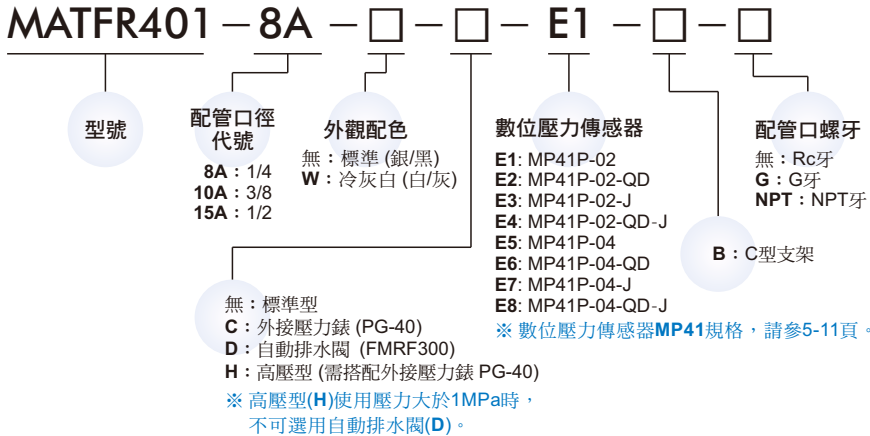 MATFR401－8A－□－□－E1－□－□
型號
配管口徑
代號
8A：1/4
10A：3/8
15A：1/2
外觀配色
無：標準 (銀/黑)
W：冷灰白 (白/灰)
數位壓力傳感器
E1: MP41P-02
E2: MP41P-02-QD
E3: MP41P-02-J
E4: MP41P-02-QD-J
E5: MP41P-04
E6: MP41P-04-QD
E7: MP41P-04-J
E8: MP41P-04-QD-J
※ 數位壓力傳感器MP41規格，請參5-11頁。
配管口螺牙
無：Rc牙
G：G牙
NPT：NPT牙
B：C型支架
無：標準型
C：外接壓力錶 (PG-40)
D：自動排水閥 (FMRF300)
H：高壓型 (需搭配外接壓力錶 PG-40)
※ 高壓型(H)使用壓力大於1MPa時，
不可選用自動排水閥(D)。